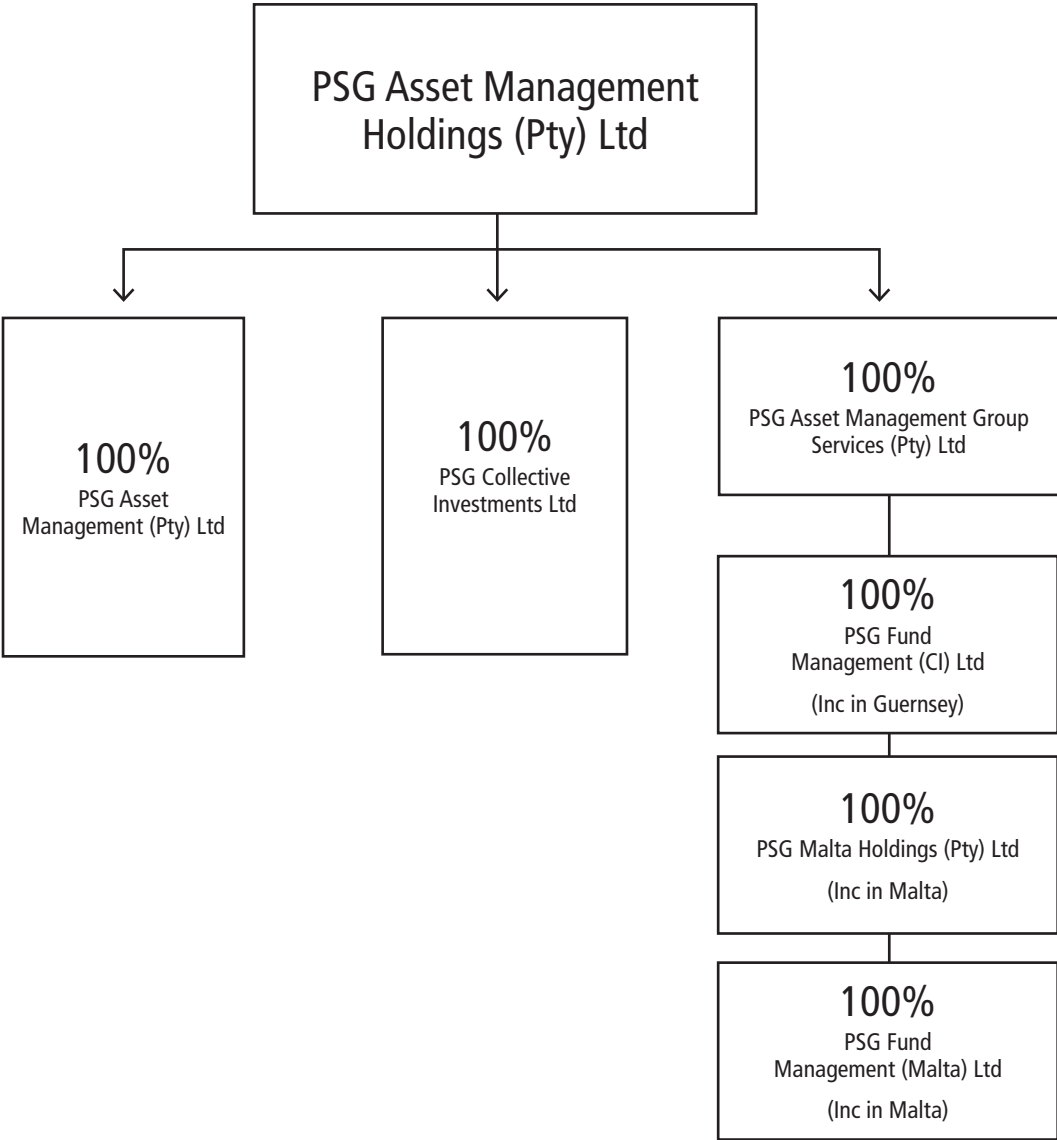 PSG Asset Management
Holdings (Pty) Ltd
100%
PSG Asset
Management (Pty) Ltd
100%
PSG Collective
Investments Ltd
100%
PSG Asset Management Group
Services (Pty) Ltd
100%
PSG Fund
Management (CI) Ltd
(Inc in Guernsey)
100%
PSG Malta Holdings (Pty) Ltd
(Inc in Malta)
100%
PSG Fund
Management (Malta) Ltd
(Inc in Malta)